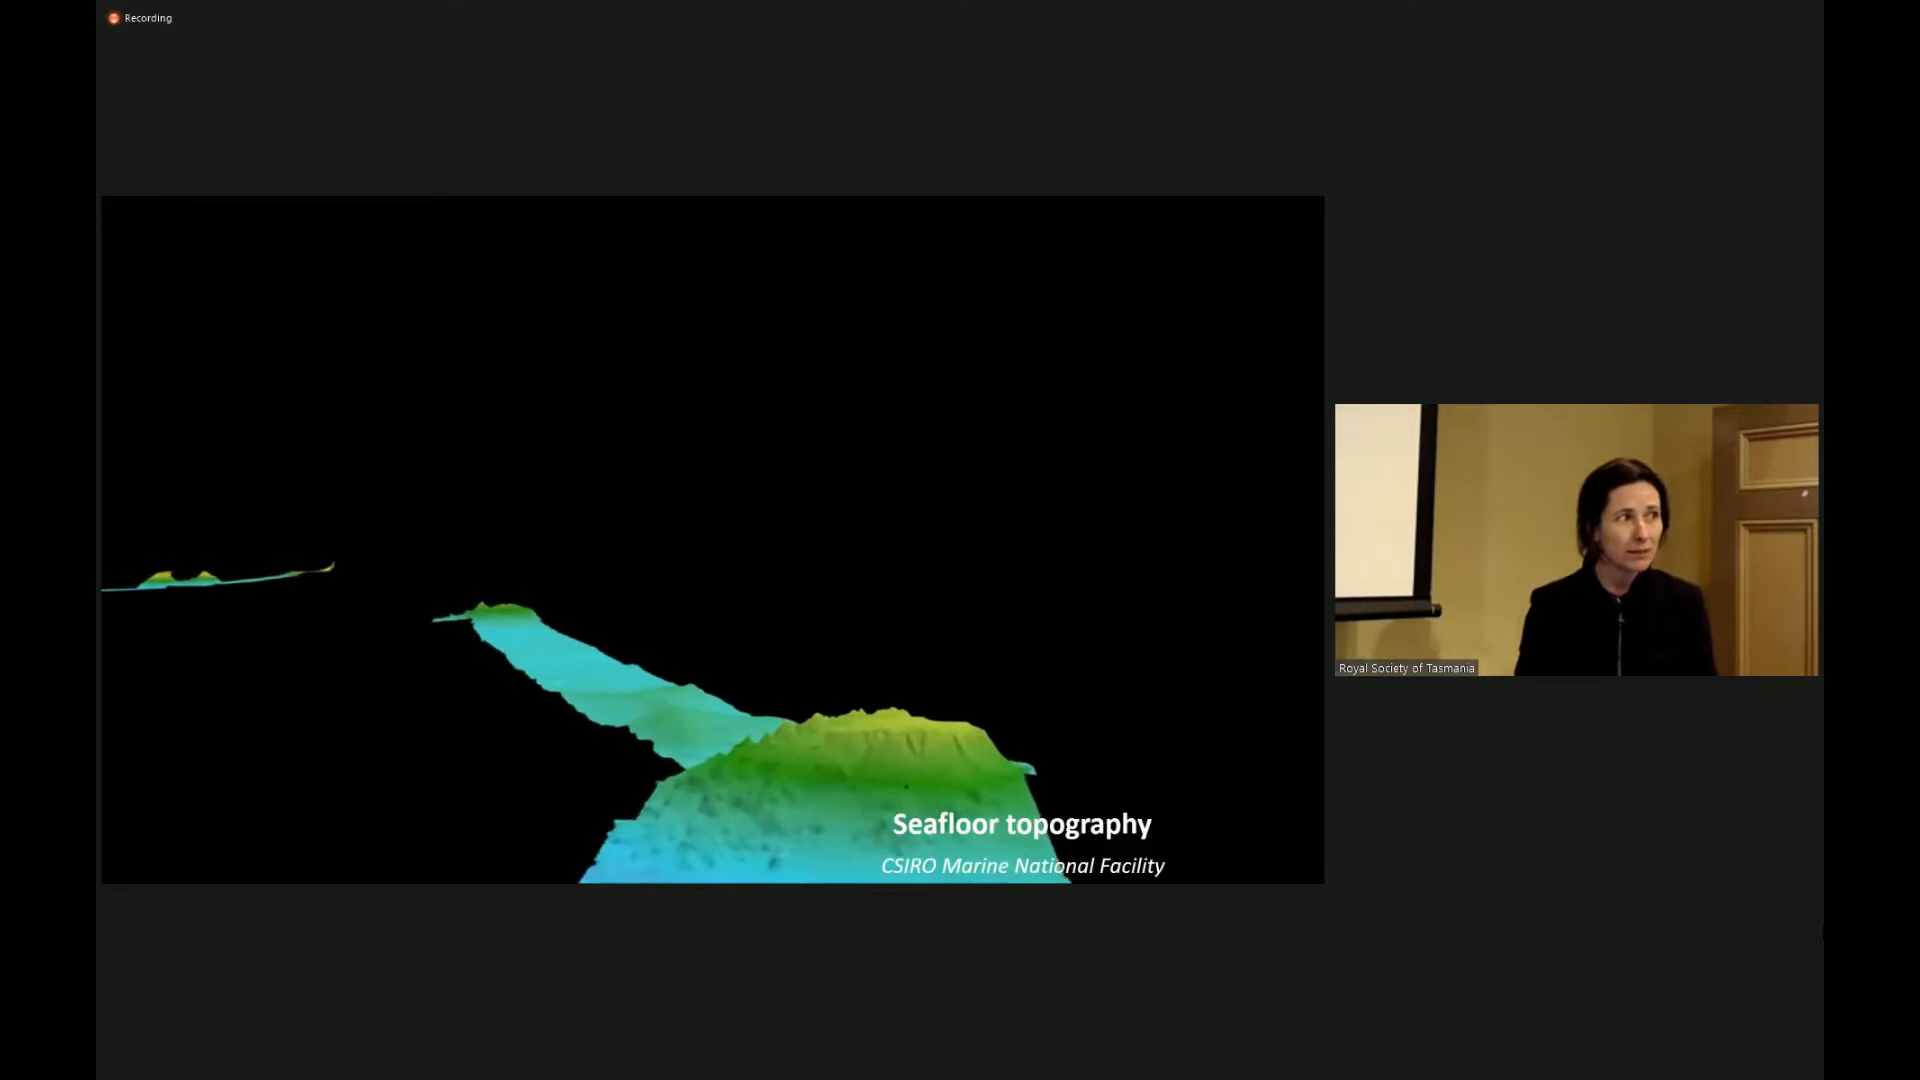 Recording
Seafloor topography
CSIRO Marine National Facility
Royal Society of Tasmania